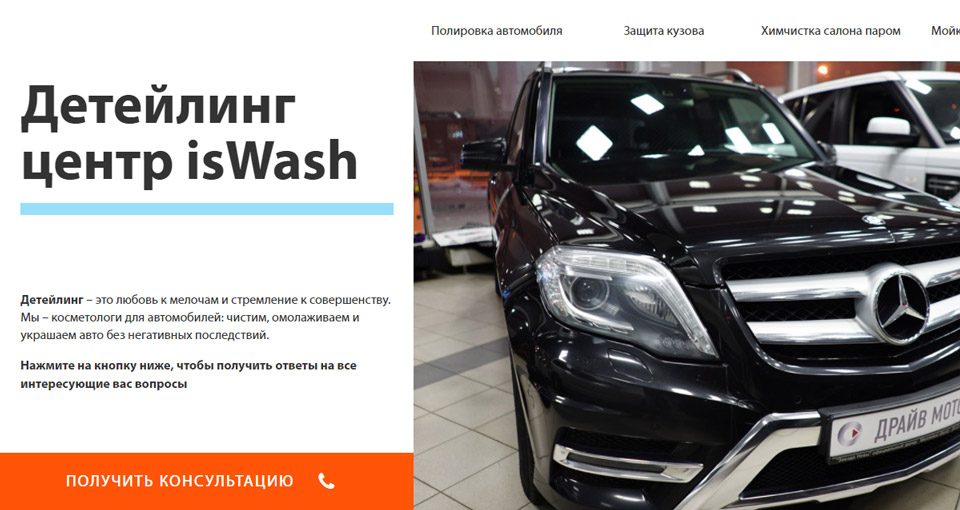 Полировка автомобиля
Защита кузова
Химчистка салона паром
Мойк
Детейлинг
центр isWash
Детейлинг – это любовь к мелочам и стремление к совершенству.
Мы – косметологи для автомобилей: чистим, омолаживаем и
украшаем авто без негативных последствий.
Нажмите на кнопку ниже, чтобы получить ответы на все
интересующие вас вопросы
ПОЛУЧИТЬ КОНСУЛЬТАЦИЮ
ДРАЙВ МОТО